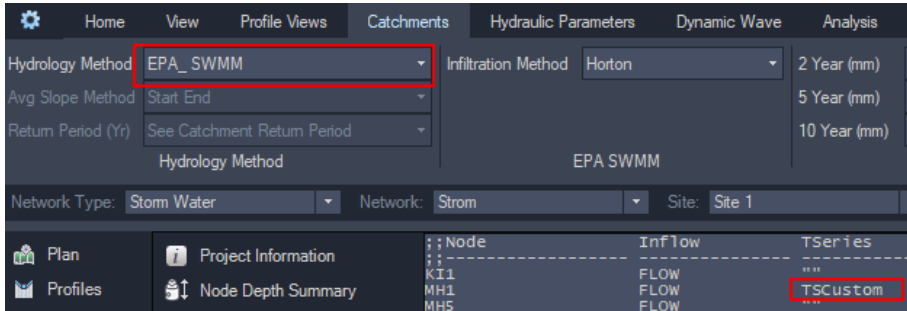 Home View Profile Views Catchments Hydraulic Parameters Dynamic Wave Analysis
Hydrology Method EPA_ SWMM Infiltration Method Horton 2 Year (mm)
Avg Slope Method Start End 5 Year (mm)
Return Period (Yr) See Catchment Return Period 10 Year (mm)
Hydrology Method EPA SWMM
Network Type: Storm Water Network: Strom Site: Site 1
Plan Project Information ;;Node Inflow TSeries
;;------------------ --------------- ----------
Profiles Node Depth Summary KI1 FLOW ""
MH1 FLOW TSCustom
MH5 FLOW ""